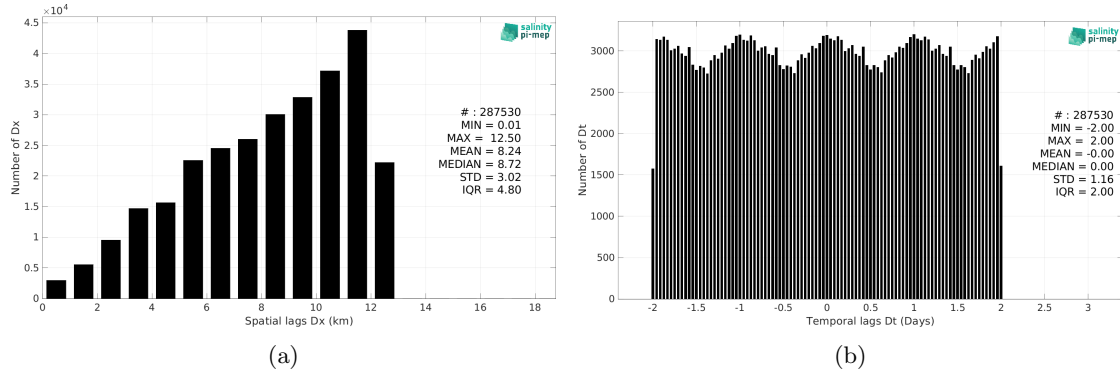 ×10^4
4.5
4
3.5
3
2.5
2
1.5
1
0.5
0
0 2 4 6 8 10 12 14 16 18
Number of Dx
Spatial lags Dx (km)
salinity
pi-mep
# : 287530
MIN = 0.01
MAX = 12.50
MEAN = 8.24
MEDIAN = 8.72
STD = 3.02
IQR = 4.80
(a)
3000
2500
2000
1500
1000
500
0
-2 -1.5 -1 -0.5 0 0.5 1 1.5 2 2.5 3
Number of Dt
Temporal lags Dt (Days)
salinity
pi-mep
# : 287530
MIN = -2.00
MAX = 2.00
MEAN = -0.00
MEDIAN = 0.00
STD = 1.16
IQR = 2.00
(b)